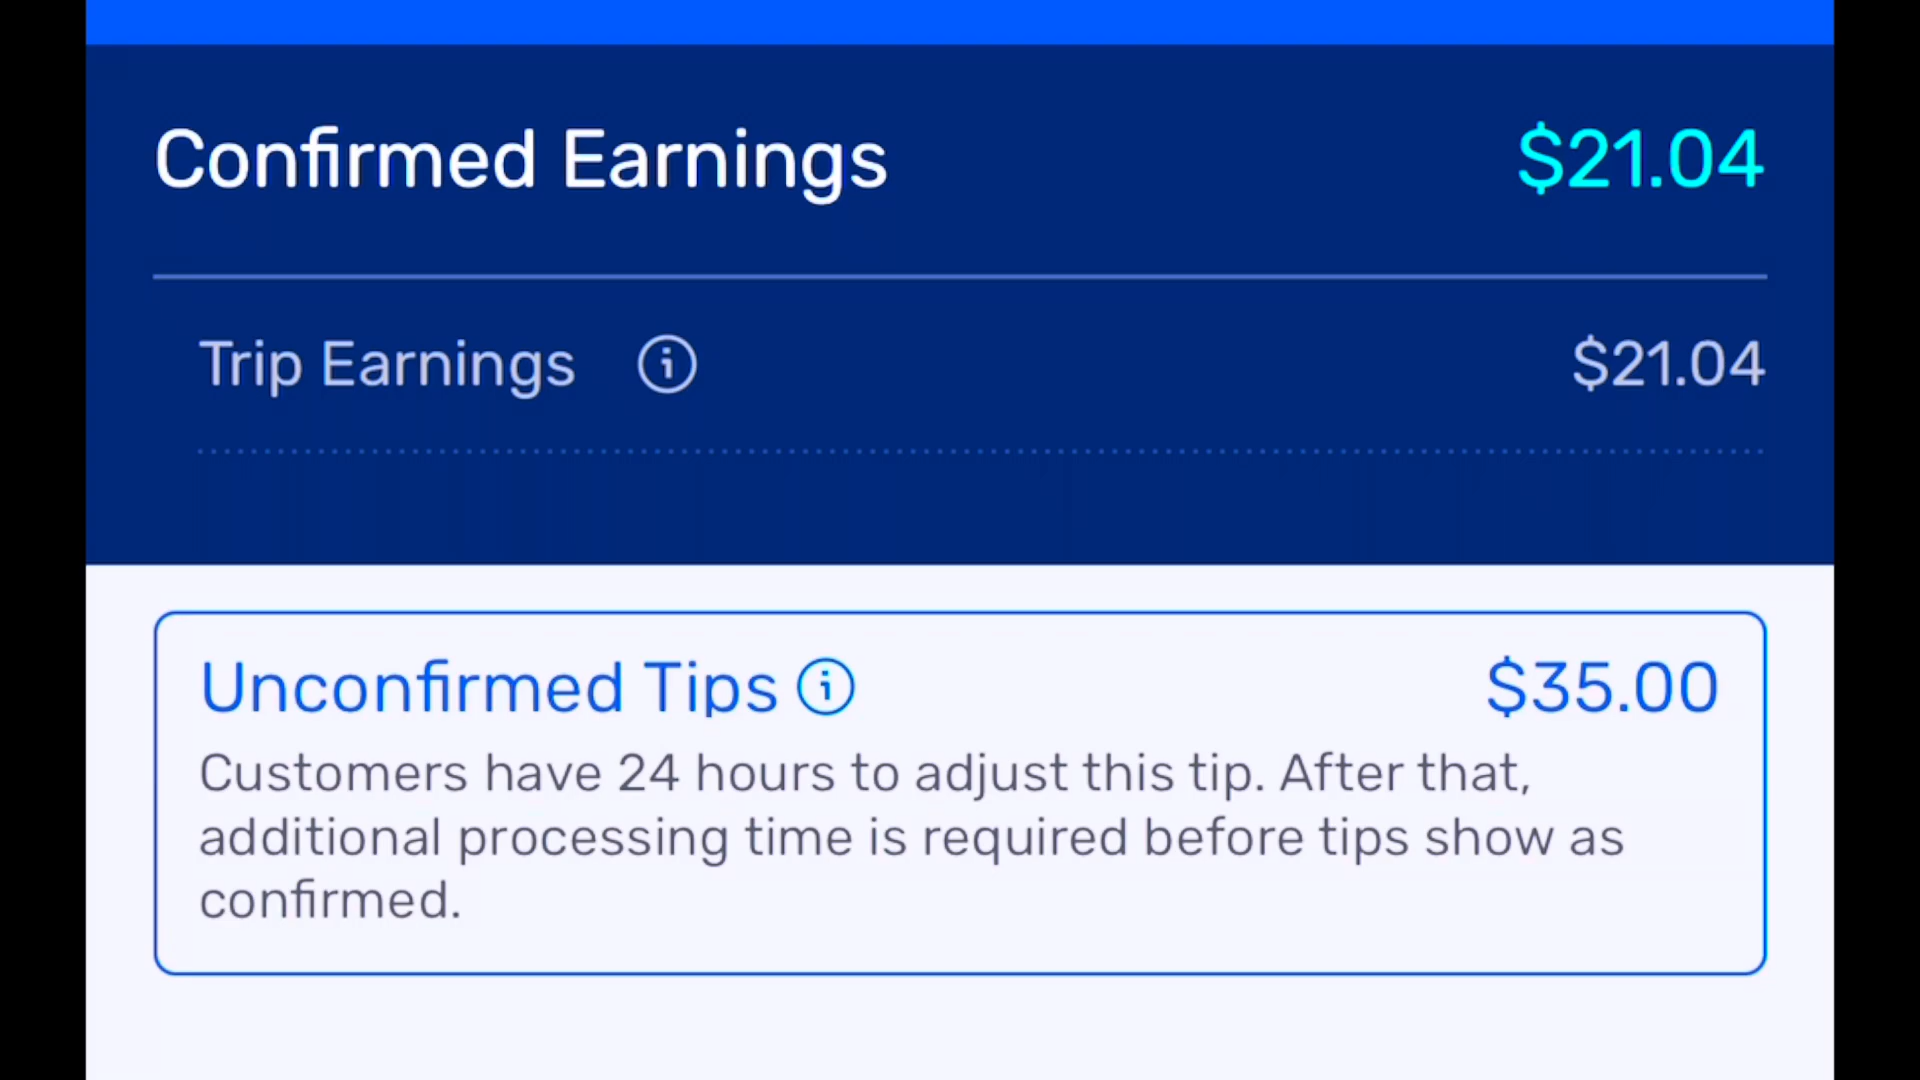 Confirmed Earnings $21.04
Trip Earnings $21.04
Unconfirmed Tips $35.00
Customers have 24 hours to adjust this tip. After that,
additional processing time is required before tips show as
confirmed.